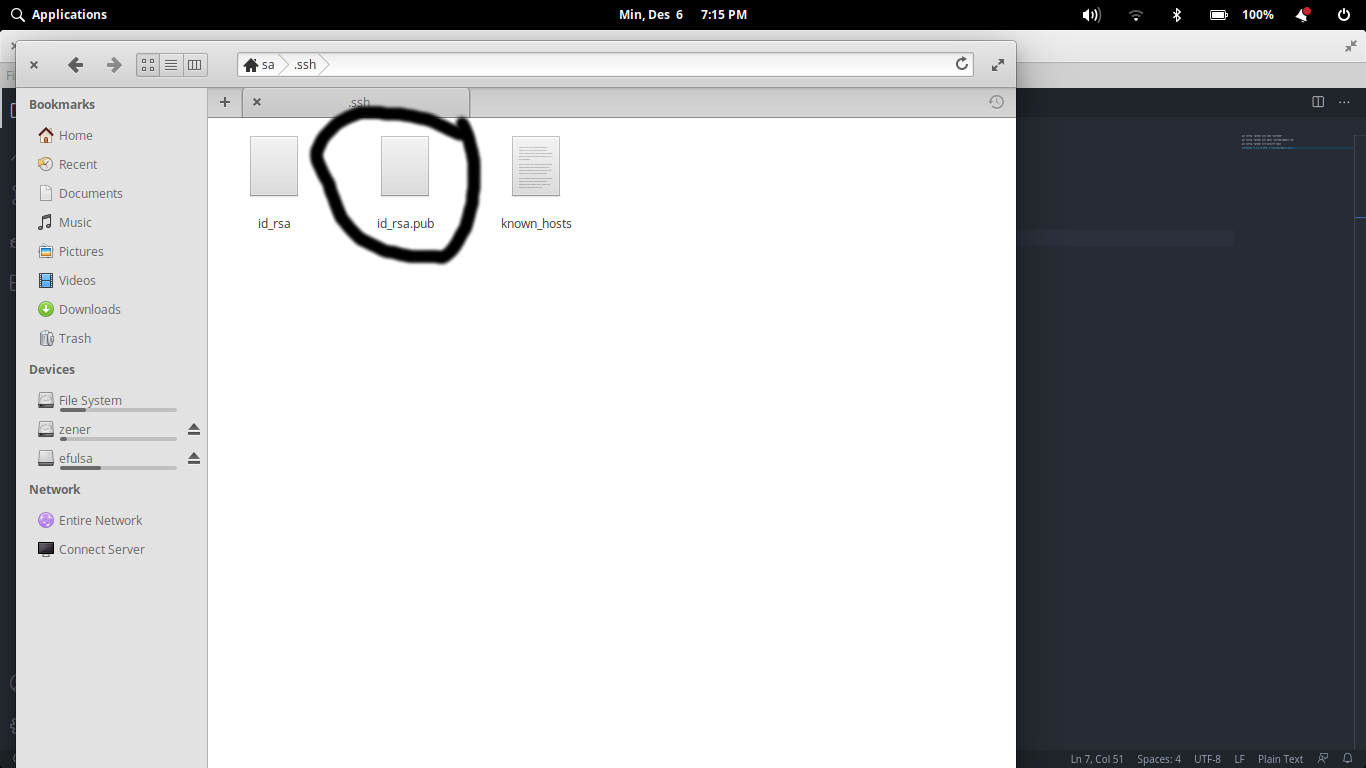 Applications
Min, Des 6 7:15 PM
100%
sa
.ssh
Bookmarks
.ssh
Home
Recent
Documents
Music
Pictures
Videos
Downloads
Trash
id_rsa
id_rsa.pub
known_hosts
Devices
File System
zener
efulsa
Network
Entire Network
Connect Server
Ln 7, Col 51
Spaces: 4
UTF-8
LF
Plain Text